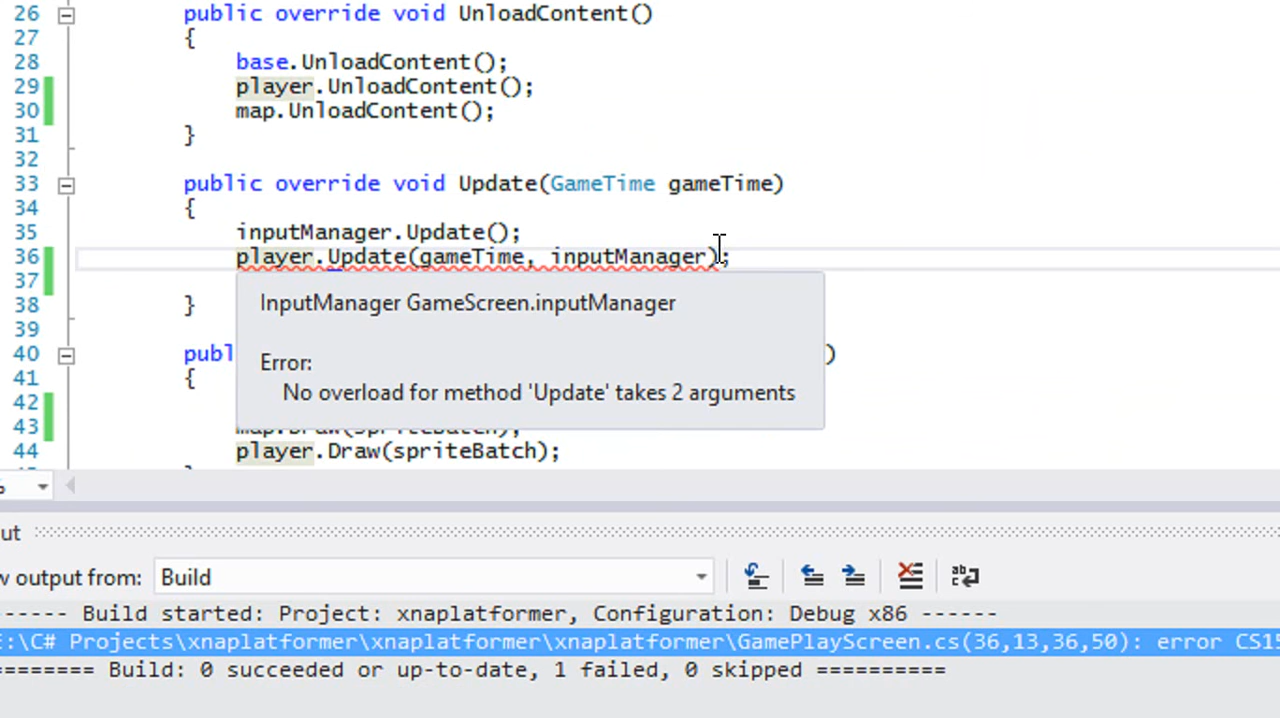 26 public override void UnloadContent()
27 {
28 base.UnloadContent();
29 player.UnloadContent();
30 map.UnloadContent();
31 }
32
33 public override void Update(GameTime gameTime)
34 {
35 inputManager.Update();
36 player.Update(gameTime, inputManager);
37
InputManager GameScreen.inputManager
38 }
39
Error:
40 publ )
41 {
No overload for method 'Update' takes 2 arguments
42
43 map.Draw(spriteBatch);
44 player.Draw(spriteBatch);
ut
w output from: Build
------ Build started: Project: xnaplatformer, Configuration: Debug x86 ------
E:\C# Projects\xnaplatformer\xnaplatformer\xnaplatformer\GamePlayScreen.cs(36,13,36,50): error CS15
======== Build: 0 succeeded or up-to-date, 1 failed, 0 skipped ==========